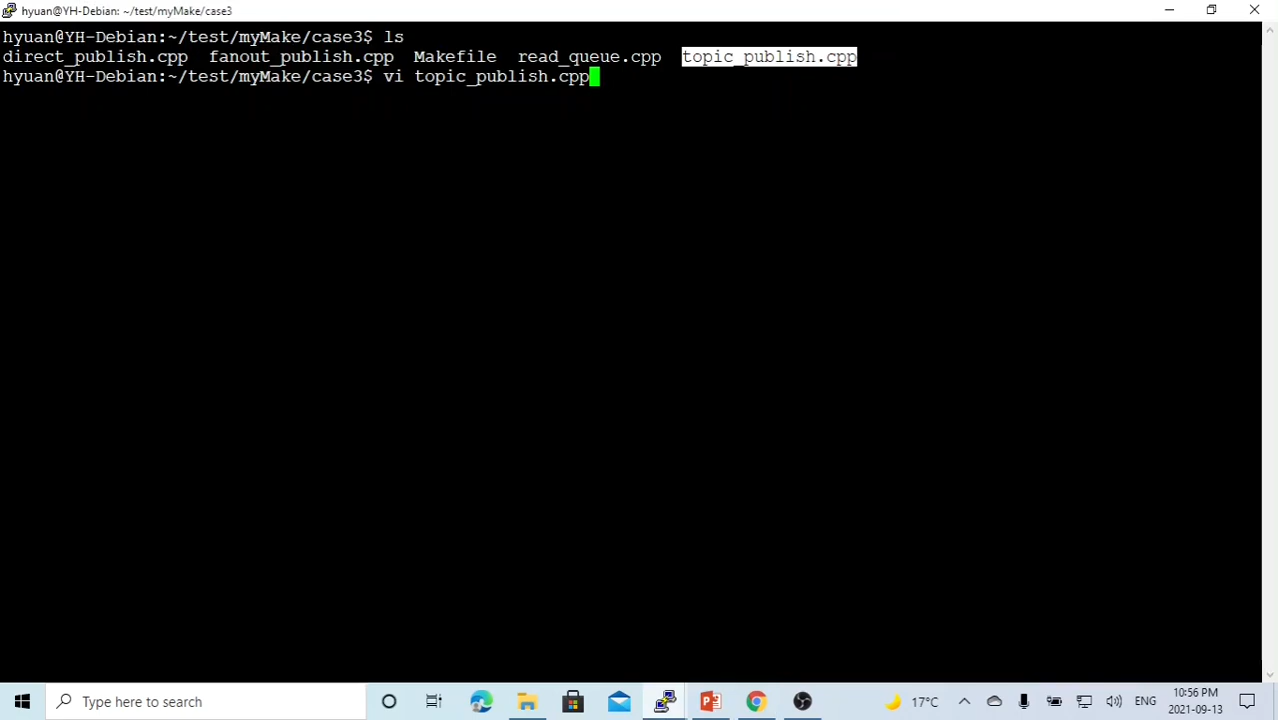 hyuan@YH-Debian: ~/test/myMake/case3
hyuan@YH-Debian:~/test/myMake/case3$ ls
direct_publish.cpp  fanout_publish.cpp  Makefile  read_queue.cpp  topic_publish.cpp
hyuan@YH-Debian:~/test/myMake/case3$ vi topic_publish.cpp
Type here to search
17°C
ENG
10:56 PM
2021-09-13